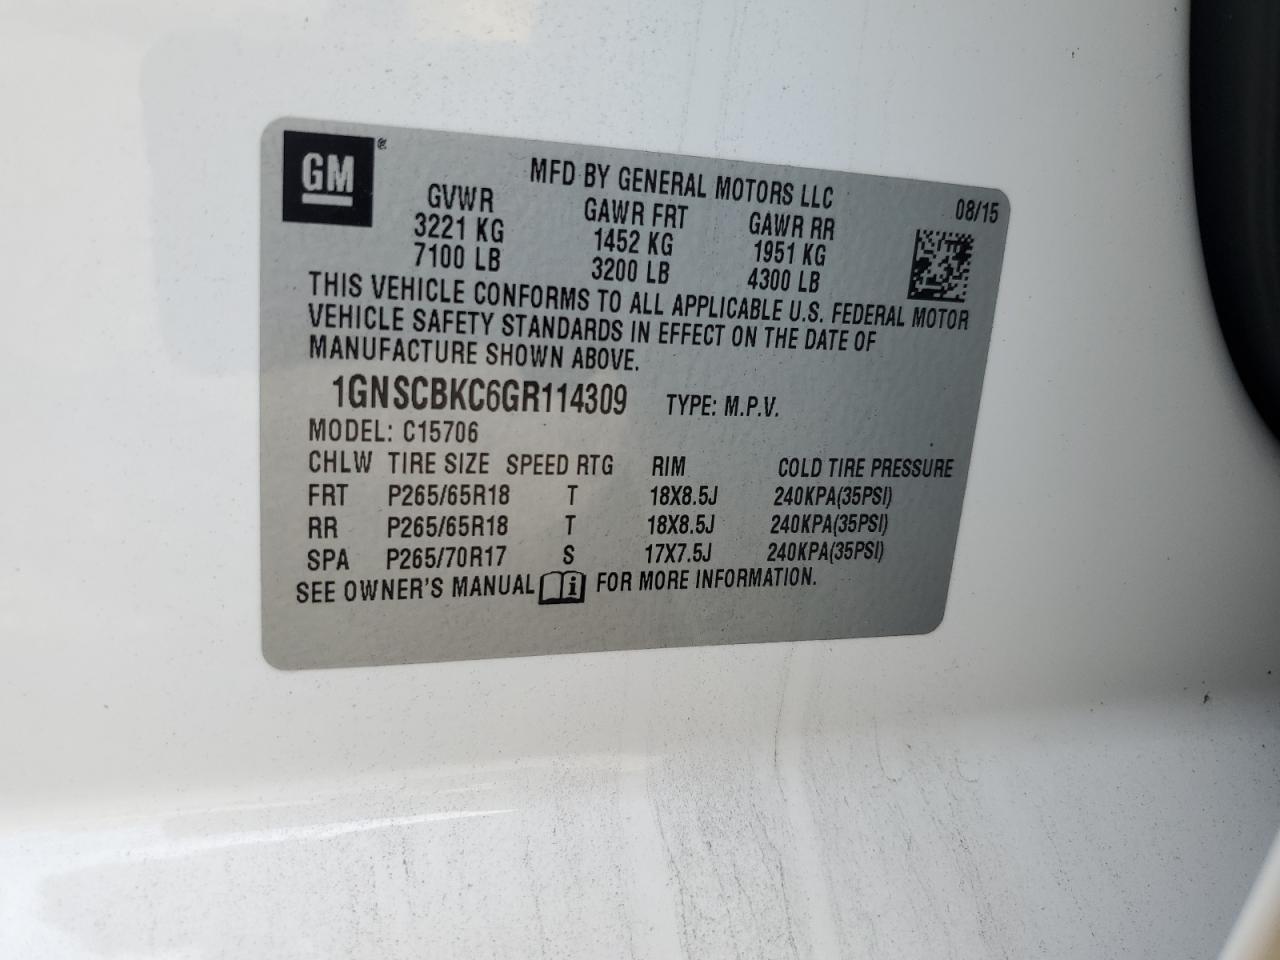 GM®
MFD BY GENERAL MOTORS LLC
08/15
GVWR GAWR FRT GAWR RR
3221 KG 1452 KG 1951 KG
7100 LB 3200 LB 4300 LB
THIS VEHICLE CONFORMS TO ALL APPLICABLE U.S. FEDERAL MOTOR
VEHICLE SAFETY STANDARDS IN EFFECT ON THE DATE OF
MANUFACTURE SHOWN ABOVE.
1GNSCBKC6GR114309 TYPE: M.P.V.
MODEL: C15706
CHLW TIRE SIZE SPEED RTG RIM COLD TIRE PRESSURE
FRT P265/65R18 T 18X8.5J 240KPA(35PSI)
RR P265/65R18 T 18X8.5J 240KPA(35PSI)
SPA P265/70R17 S 17X7.5J 240KPA(35PSI)
SEE OWNER'S MANUAL i FOR MORE INFORMATION.